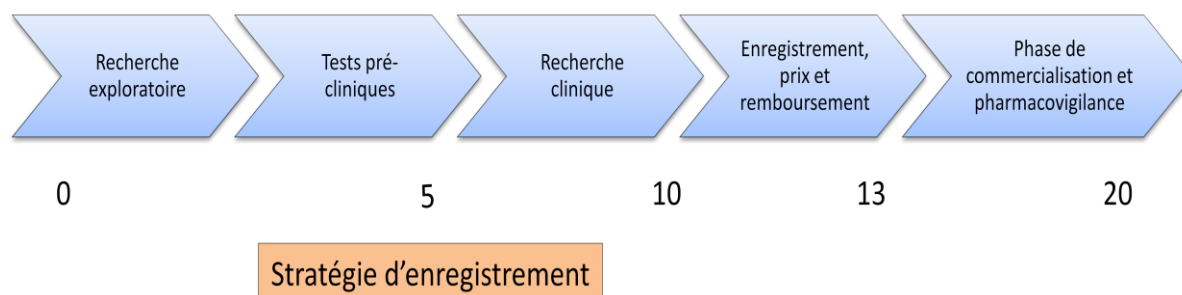 Recherche
exploratoire
Tests pré-
cliniques
Recherche
clinique
Enregistrement,
prix et
remboursement
Phase de
commercialisation et
pharmacovigilance
0
5
10
13
20
Stratégie d’enregistrement